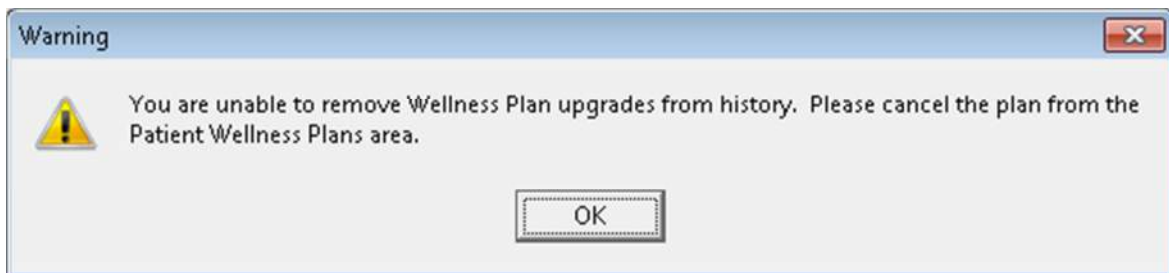 Warning
You are unable to remove Wellness Plan upgrades from history.  Please cancel the plan from the
Patient Wellness Plans area.
OK